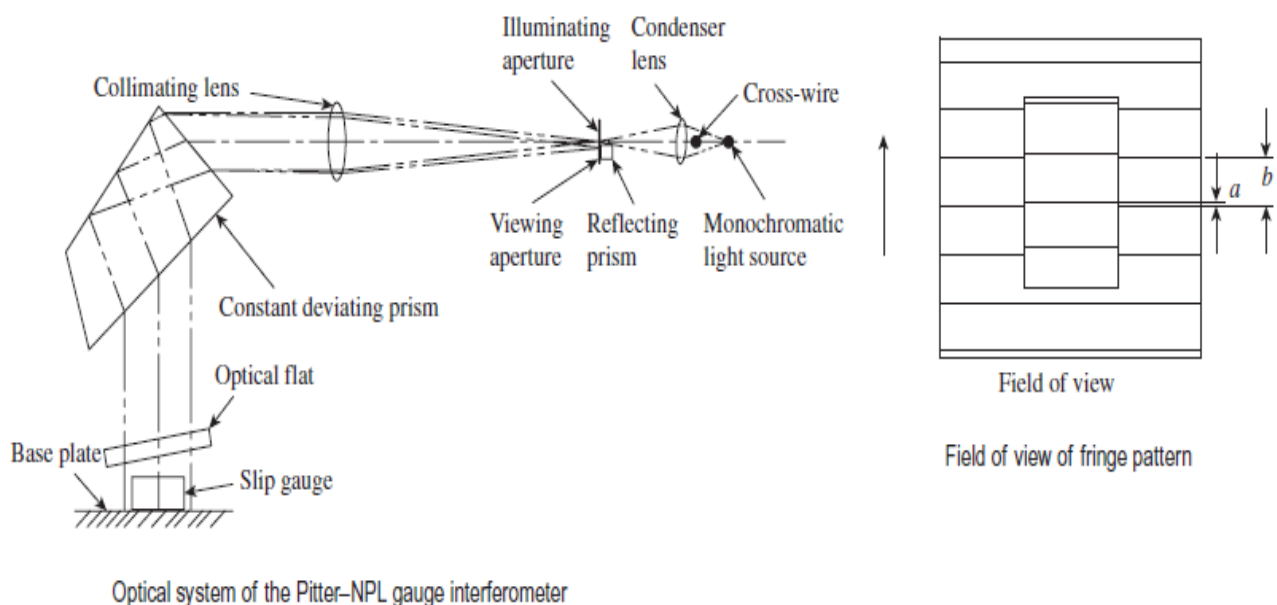 Illuminating
aperture
Condenser
lens
Collimating lens
Cross-wire
Viewing
aperture
Reflecting
prism
Monochromatic
light source
Constant deviating prism
Optical flat
Base plate
Slip gauge
Optical system of the Pitter–NPL gauge interferometer
a
b
Field of view
Field of view of fringe pattern